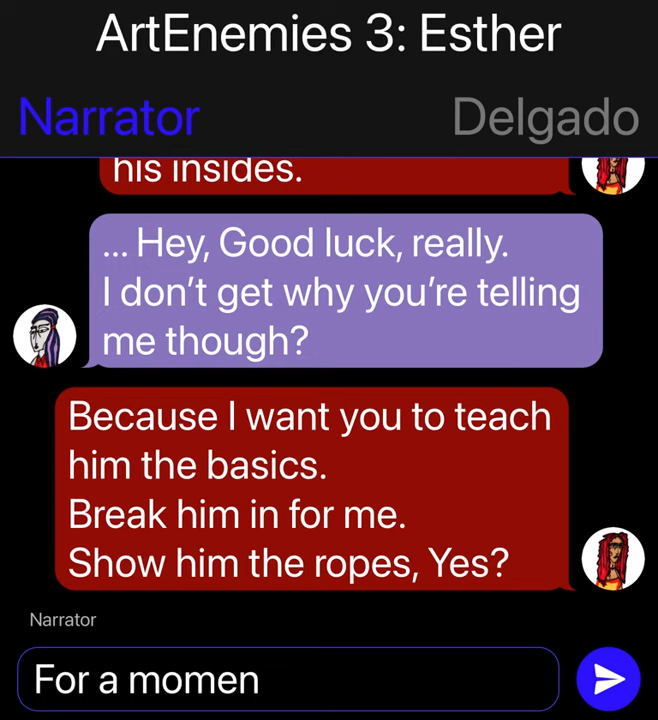 ArtEnemies 3: Esther
Narrator
Delgado
his insides.
... Hey, Good luck, really.
I don't get why you're telling
me though?
Because I want you to teach
him the basics.
Break him in for me.
Show him the ropes, Yes?
Narrator
For a momen